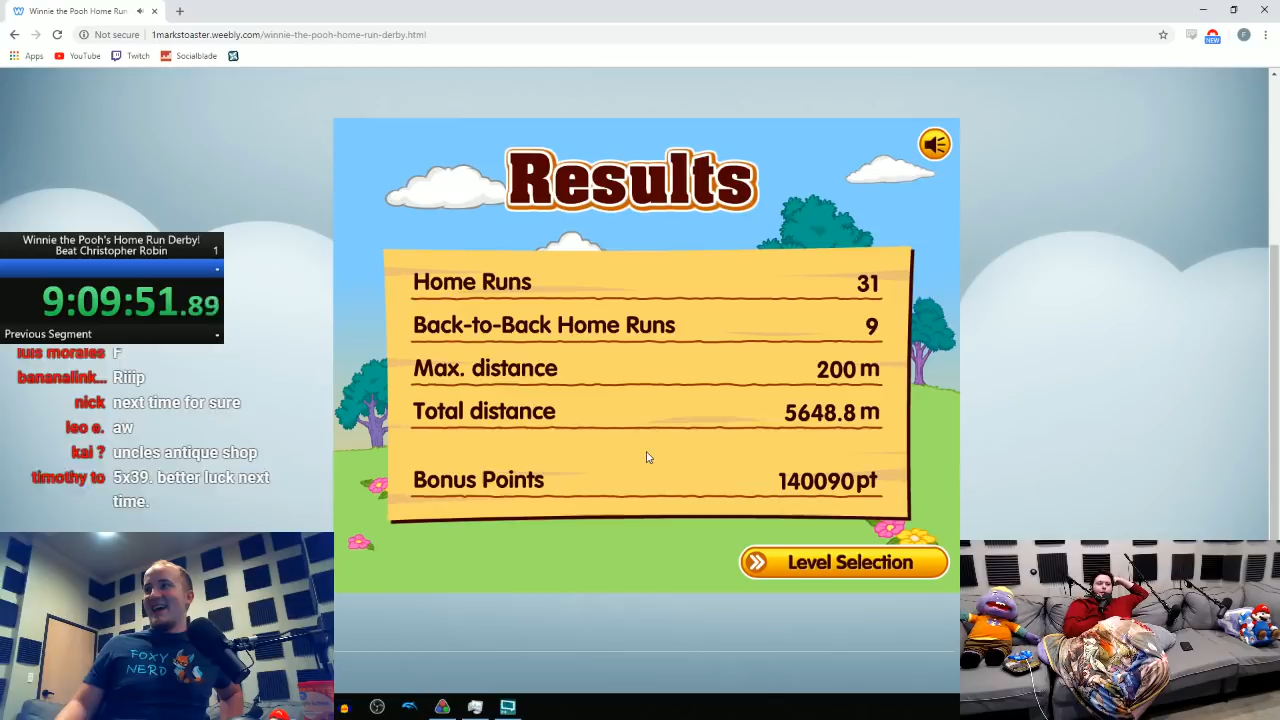 Winnie the Pooh Home Run
Not secure
1markstoaster.weebly.com/winnie-the-pooh-home-run-derby.html
NEW
F
Apps
YouTube
Twitch
Socialblade
Results
Winnie the Pooh's Home Run Derby!
Beat Christopher Robin 1
-
9:09:51.89
Previous Segment -
luis morales F
bananalink... Riiip
nick next time for sure
leo e. aw
kai ? uncles antique shop
timothy to 5x39. better luck next
time.
Home Runs 31
Back-to-Back Home Runs 9
Max. distance 200 m
Total distance 5648.8 m
Bonus Points 140090 pt
Level Selection
FOXY
NERD